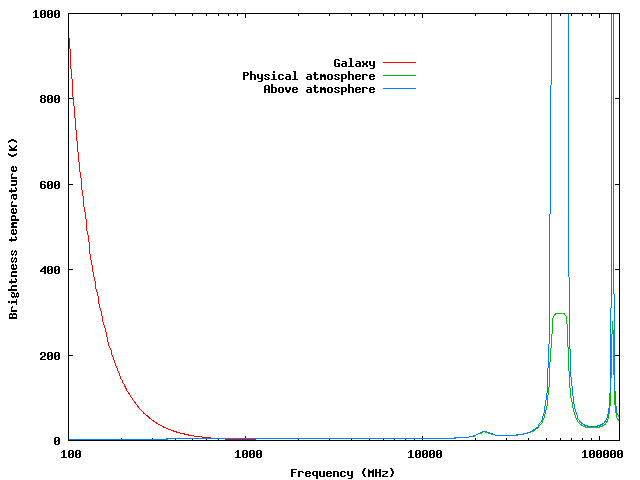 1000
800
600
400
200
0
Brightness temperature (K)
Galaxy
Physical atmosphere
Above atmosphere
100 1000 10000 100000
Frequency (MHz)